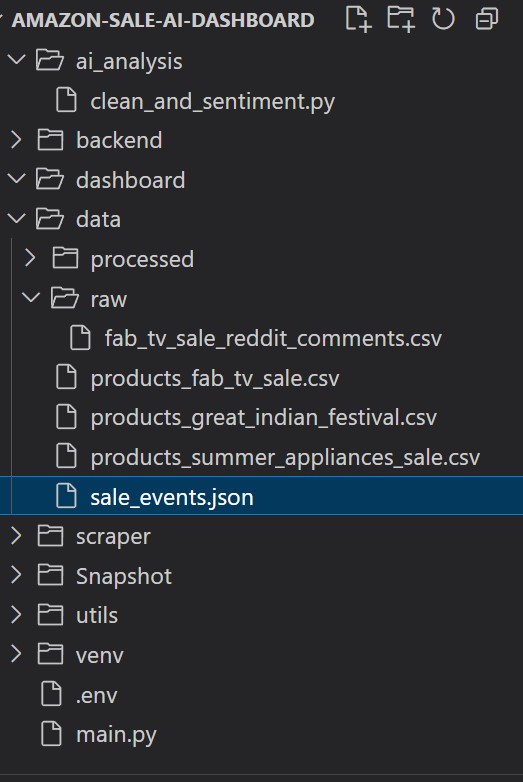 AMAZON-SALE-AI-DASHBOARD
ai_analysis
clean_and_sentiment.py
backend
dashboard
data
processed
raw
fab_tv_sale_reddit_comments.csv
products_fab_tv_sale.csv
products_great_indian_festival.csv
products_summer_appliances_sale.csv
sale_events.json
scraper
Snapshot
utils
venv
.env
main.py